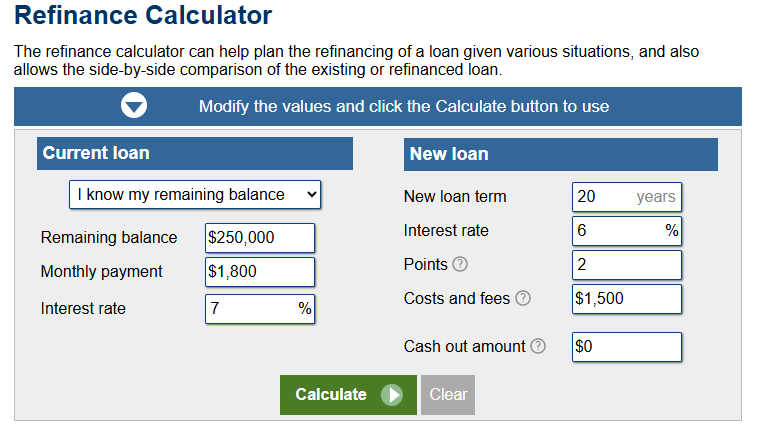 Refinance Calculator
The refinance calculator can help plan the refinancing of a loan given various situations, and also
allows the side-by-side comparison of the existing or refinanced loan.
Modify the values and click the Calculate button to use
Current loan
I know my remaining balance
Remaining balance $250,000
Monthly payment $1,800
Interest rate 7 %
New loan
New loan term 20 years
Interest rate 6 %
Points ? 2
Costs and fees ? $1,500
Cash out amount ? $0
Calculate Clear